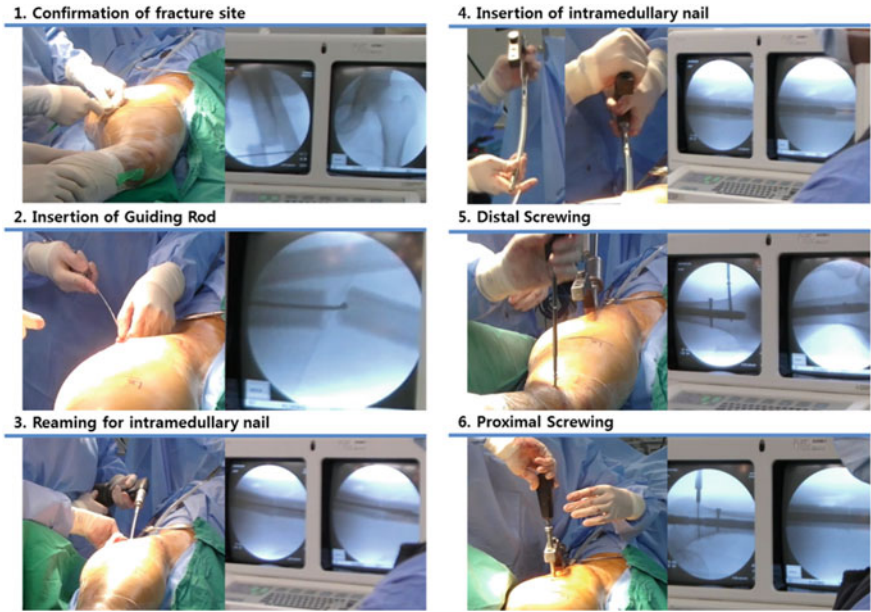 1. Confirmation of fracture site
2. Insertion of Guiding Rod
3. Reaming for intramedullary nail
4. Insertion of intramedullary nail
5. Distal Screwing
6. Proximal Screwing